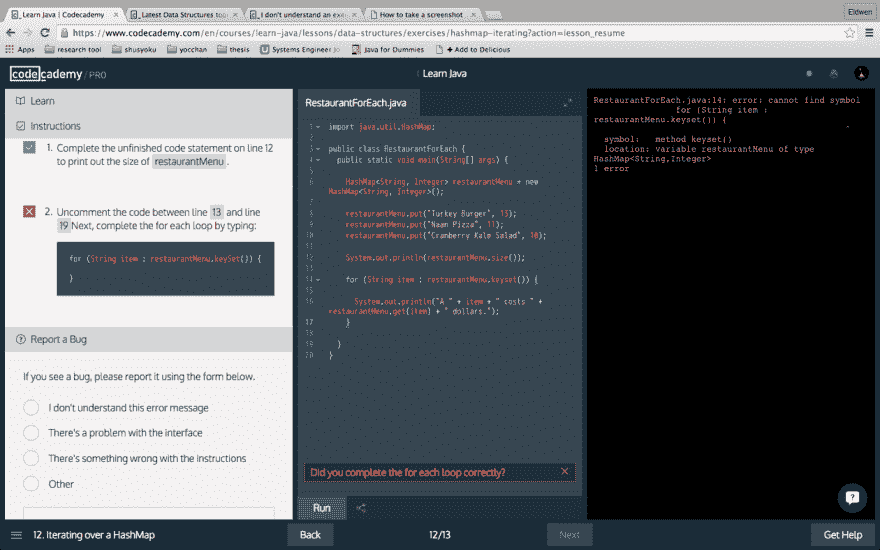 Learn Java | Codecademy
Latest Data Structures top
I don't understand an exe
How to take a screenshot
Eldwen
https://www.codecademy.com/en/courses/learn-java/lessons/data-structures/exercises/hashmap-iterating?action=lesson_resume
Apps research tool shusyoku yocchan thesis Systems Engineer Jo Java for Dummies + Add to Delicious
codecademy / PRO
Learn Java
Learn
Instructions
1. Complete the unfinished code statement on line 12
to print out the size of restaurantMenu .
2. Uncomment the code between line 13 and line
19 Next, complete the for each loop by typing:
for (String item : restaurantMenu.keySet()) {
}
Report a Bug
If you see a bug, please report it using the form below.
I don't understand this error message
There's a problem with the interface
There's something wrong with the instructions
Other
RestaurantForEach.java
1 import java.util.HashMap;
2
3 public class RestaurantForEach {
4 public static void main(String[] args) {
5
6 HashMap<String, Integer> restaurantMenu = new
HashMap<String, Integer>();
7
8 restaurantMenu.put("Turkey Burger", 13);
9 restaurantMenu.put("Naan Pizza", 11);
10 restaurantMenu.put("Cranberry Kale Salad", 10);
11
12 System.out.println(restaurantMenu.size());
13
14 for (String item : restaurantMenu.keyset()) {
15
16 System.out.println("A " + item + " costs " +
restaurantMenu.get(item) + " dollars.");
17 }
18
19 }
20 }
Did you complete the for each loop correctly?
Run
RestaurantForEach.java:14: error: cannot find symbol
for (String item :
restaurantMenu.keyset()) {
symbol: method keyset()
location: variable restaurantMenu of type
HashMap<String,Integer>
1 error
12. Iterating over a HashMap
Back
12/13
Next
Get Help